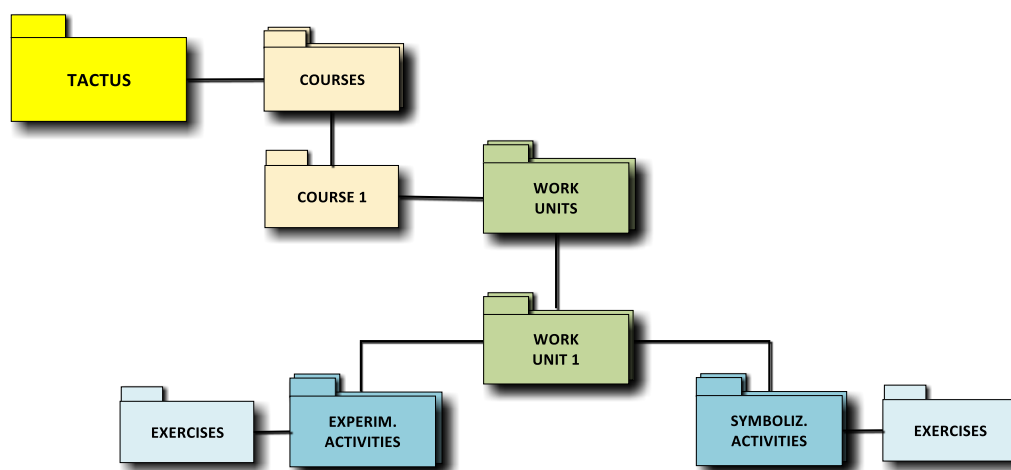 TACTUS
COURSES
COURSE 1
WORK
UNITS
WORK
UNIT 1
EXERCISES
EXPERIM.
ACTIVITIES
SYMBOLIZ.
ACTIVITIES
EXERCISES